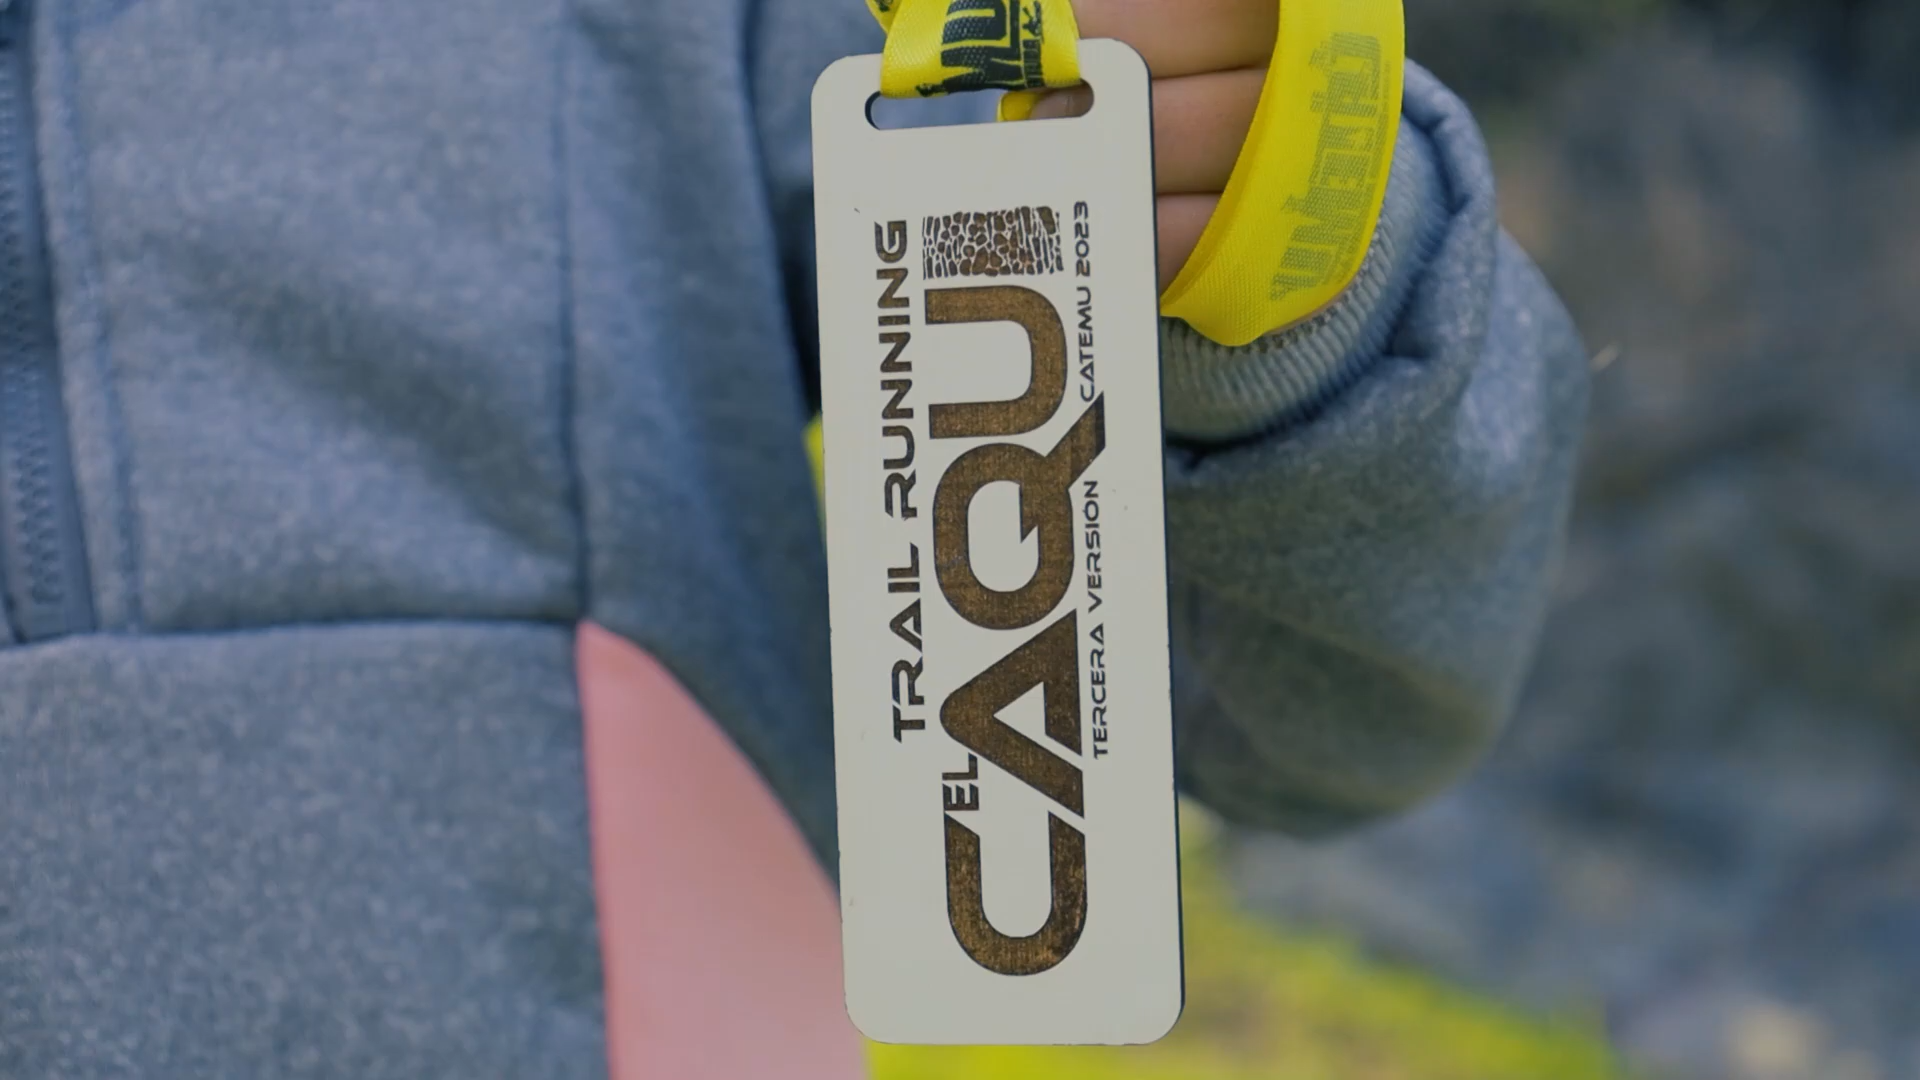 TRAIL RUNNING
EL
CAQUI
TERCERA VERSIÓN CATEMU 2023